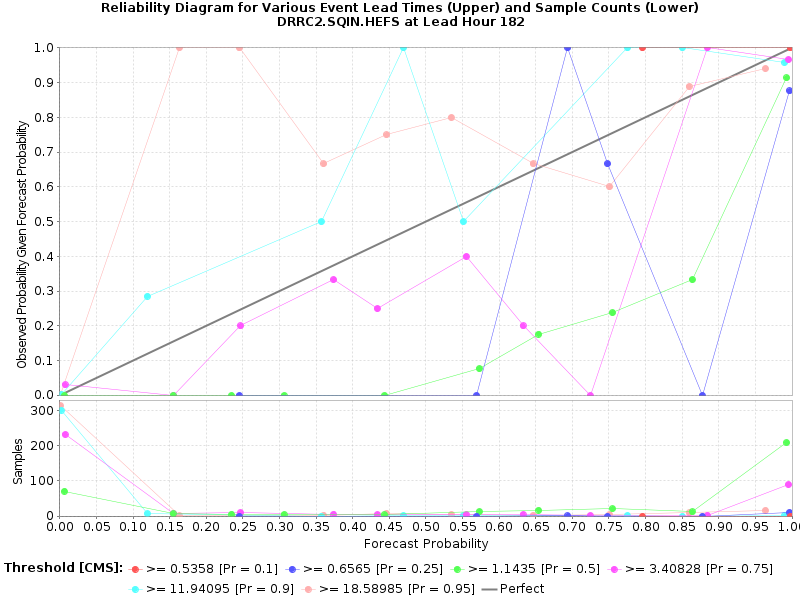 Reliability Diagram for Various Event Lead Times (Upper) and Sample Counts (Lower)
DRRC2.SQIN.HEFS at Lead Hour 182
Observed Probability Given Forecast Probability
1.0
0.9
0.8
0.7
0.6
0.5
0.4
0.3
0.2
0.1
0.0
Samples
300
200
100
0
0.00 0.05 0.10 0.15 0.20 0.25 0.30 0.35 0.40 0.45 0.50 0.55 0.60 0.65 0.70 0.75 0.80 0.85 0.90 0.95 1.0
Forecast Probability
Threshold [CMS]: >= 0.5358 [Pr = 0.1] >= 0.6565 [Pr = 0.25] >= 1.1435 [Pr = 0.5] >= 3.40828 [Pr = 0.75]
>= 11.94095 [Pr = 0.9] >= 18.58985 [Pr = 0.95] Perfect